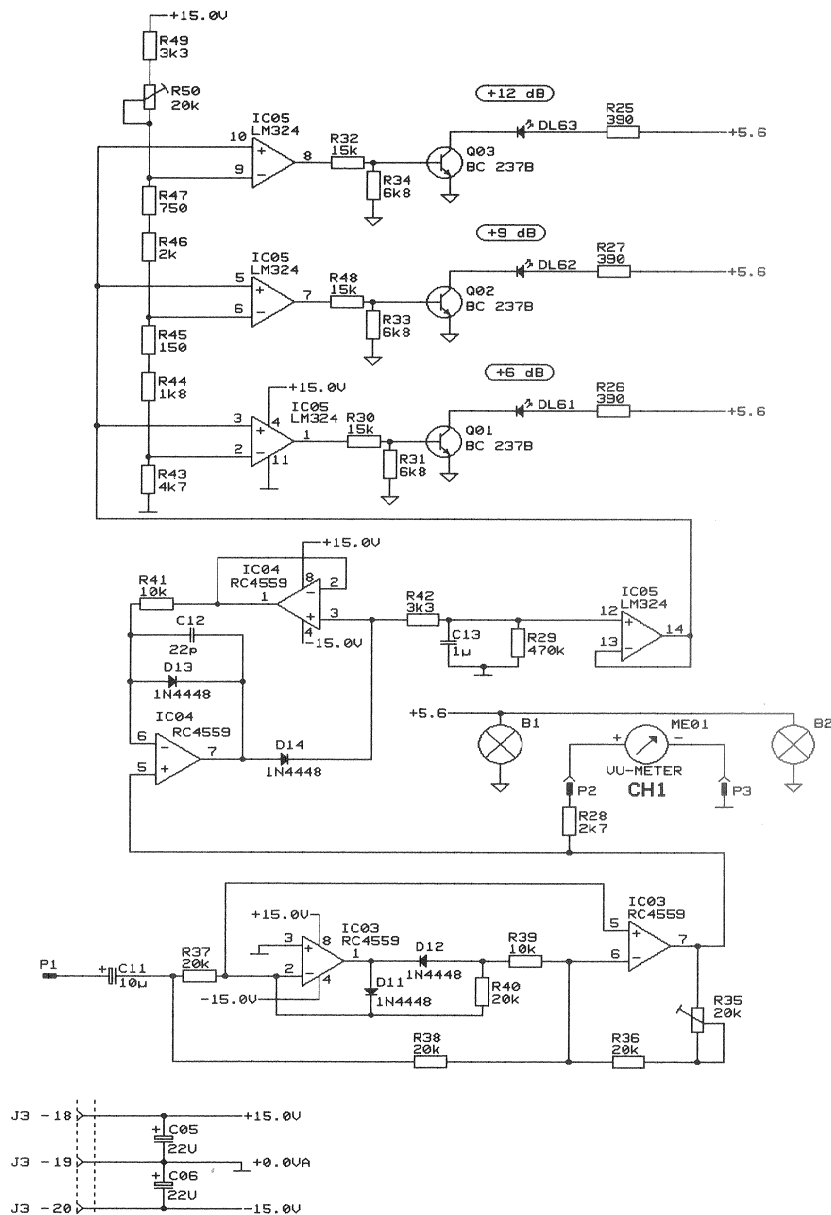 +15.0V
R49
3k3
R50
20k
+12 dB
IC05
LM324
10
9
8
R32
15k
R34
6k8
Q03
BC 237B
DL63
R25
390
+5.6
R47
750
R46
2k
+9 dB
IC05
LM324
5
6
7
R48
15k
R33
6k8
Q02
BC 237B
DL62
R27
390
+5.6
R45
150
R44
1k8
+6 dB
+15.0V
IC05
LM324
3
2
4
11
1
R30
15k
R31
6k8
Q01
BC 237B
DL61
R26
390
+5.6
R43
4k7
+15.0V
IC04
RC4559
R41
10k
1
8
2
3
4
-15.0V
C12
22p
D13
1N4448
R42
3k3
C13
1µ
R29
470k
IC05
LM324
12
13
14
IC04
RC4559
6
5
7
D14
1N4448
+5.6
B1
ME01
B2
+
-
VU-METER
CH1
P2
P3
R28
2k7
+15.0V
IC03
RC4559
3
2
8
1
4
-15.0V
P1
+
C11
10µ
R37
20k
D12
1N4448
D11
1N4448
R40
20k
R39
10k
IC03
RC4559
5
6
7
R35
20k
R38
20k
R36
20k
J3 -18
+15.0V
+
C05
22U
J3 -19
+0.0VA
+
C06
22U
J3 -20
-15.0V